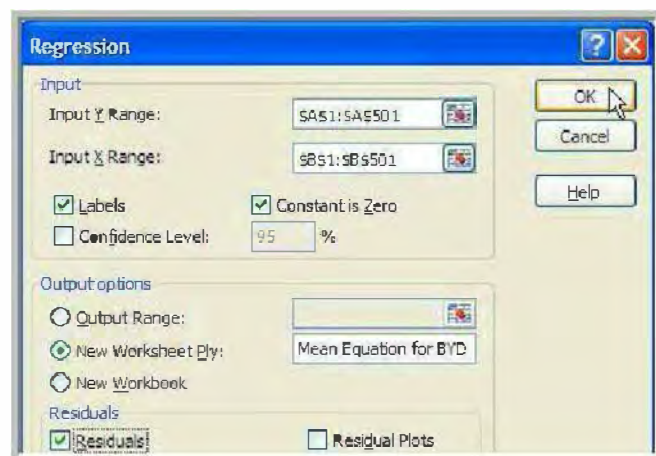 Regression
Input
Input Y Range: $A$1:$A$501
Input X Range: $B$1:$B$501
Labels Constant is Zero
Confidence Level: 95 %
OK
Cancel
Help
Output options
Output Range:
New Worksheet Ply: Mean Equation for BYD
New Workbook
Residuals
Residuals Residual Plots